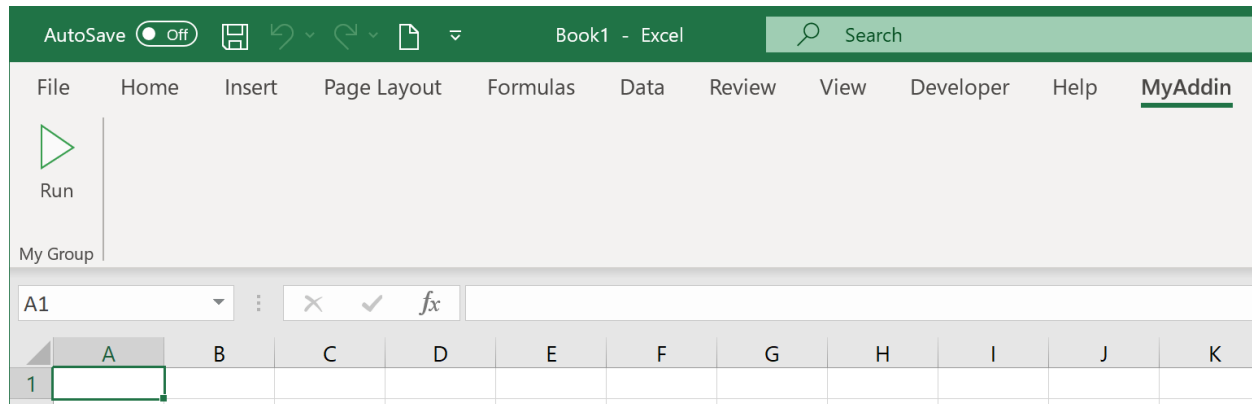 AutoSave Off Book1 - Excel Search
File Home Insert Page Layout Formulas Data Review View Developer Help MyAddin
Run
My Group
A1 fx
A B C D E F G H I J K
1